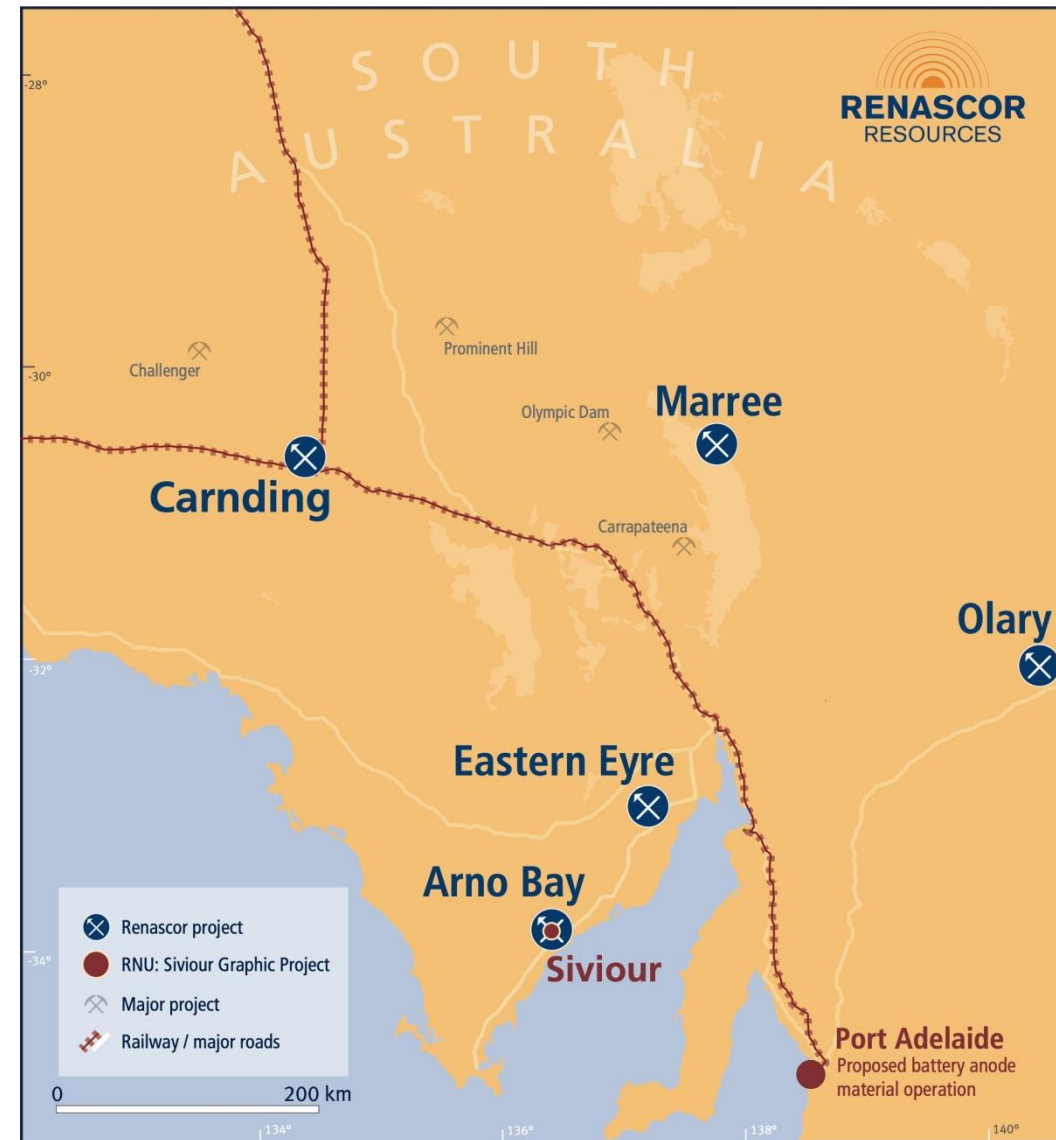 SOUTH
AUSTRALIA
RENASCOR
RESOURCES
-28°
Prominent Hill
Challenger
-30°
Marree
Olympic Dam
Carnding
Carrapateena
Olary
-32°
Eastern Eyre
Arno Bay
Siviour
-34°
Renascor project
RNU: Siviour Graphic Project
Major project
Railway / major roads
Port Adelaide
Proposed battery anode
material operation
0 200 km
134° 136° 138° 140°